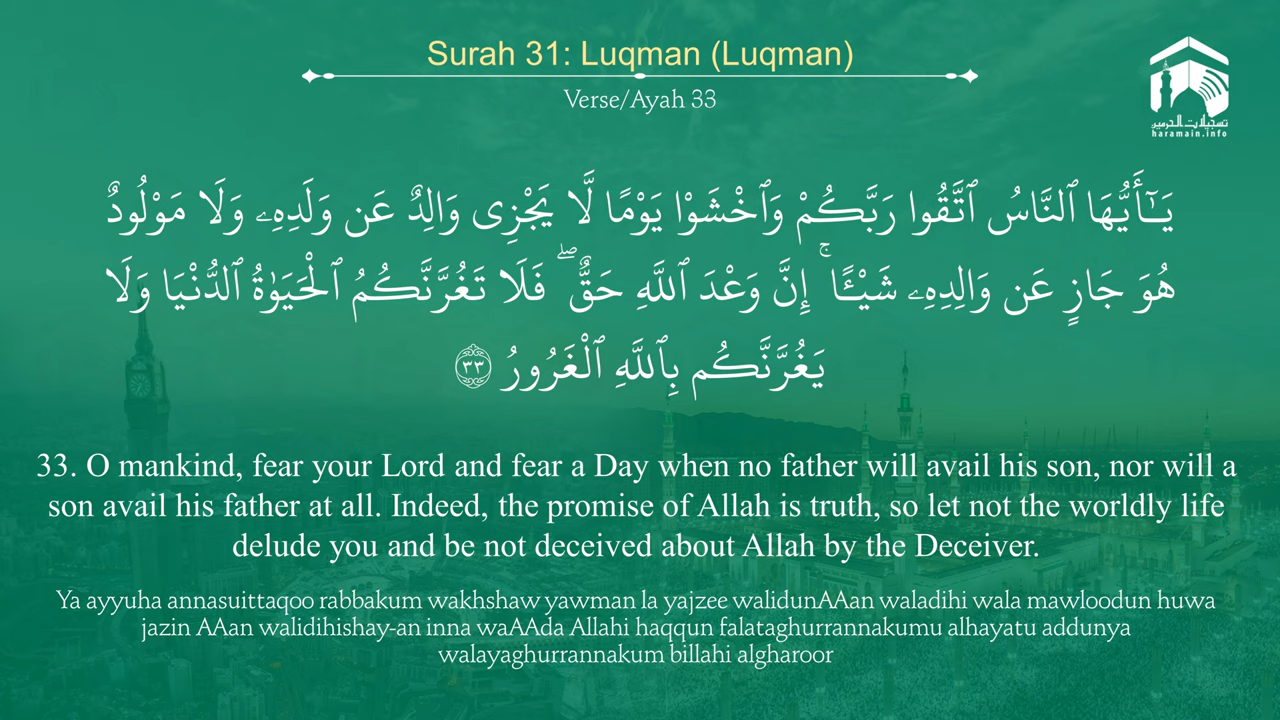 Surah 31: Luqman (Luqman)
Verse/Ayah 33
تسجيلات الحرمين
haramain.info
يَـٰٓأَيُّهَا ٱلنَّاسُ ٱتَّقُوا رَبَّكُمْ وَٱخْشَوْا يَوْمًا لَّا يَجْزِى وَالِدٌ عَن وَلَدِهِۦ وَلَا مَوْلُودٌ
هُوَ جَازٍ عَن وَالِدِهِۦ شَيْـًٔا ۚ إِنَّ وَعْدَ ٱللَّهِ حَقٌّ ۖ فَلَا تَغُرَّنَّكُمُ ٱلْحَيَوٰةُ ٱلدُّنْيَا وَلَا
يَغُرَّنَّكُم بِٱللَّهِ ٱلْغَرُورُ ٣٣
33. O mankind, fear your Lord and fear a Day when no father will avail his son, nor will a
son avail his father at all. Indeed, the promise of Allah is truth, so let not the worldly life
delude you and be not deceived about Allah by the Deceiver.
Ya ayyuha annasuittaqoo rabbakum wakhshaw yawman la yajzee walidunAAan waladihi wala mawloodun huwa
jazin AAan walidihishay-an inna waAAda Allahi haqqun falataghurrannakumu alhayatu addunya
walayaghurrannakum billahi algharoor